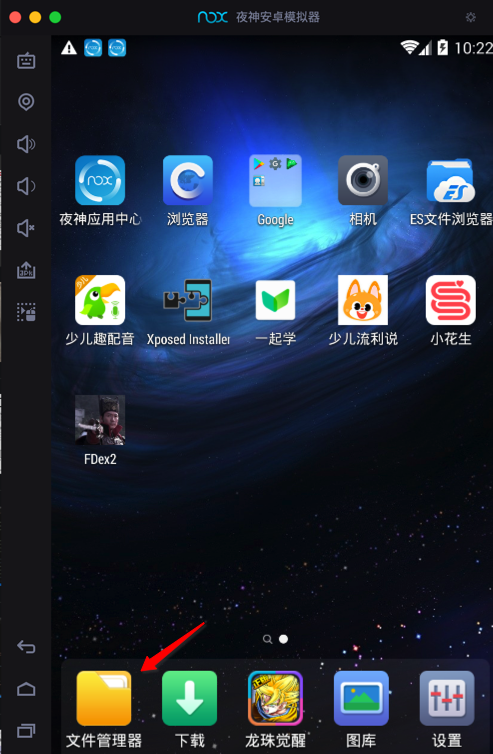 nox 夜神安卓模拟器
10:22
夜神应用中心
浏览器
Google
相机
ES文件浏览器
少儿趣配音
Xposed Installer
一起学
少儿流利说
小花生
FDex2
文件管理器
下载
龙珠觉醒
图库
设置